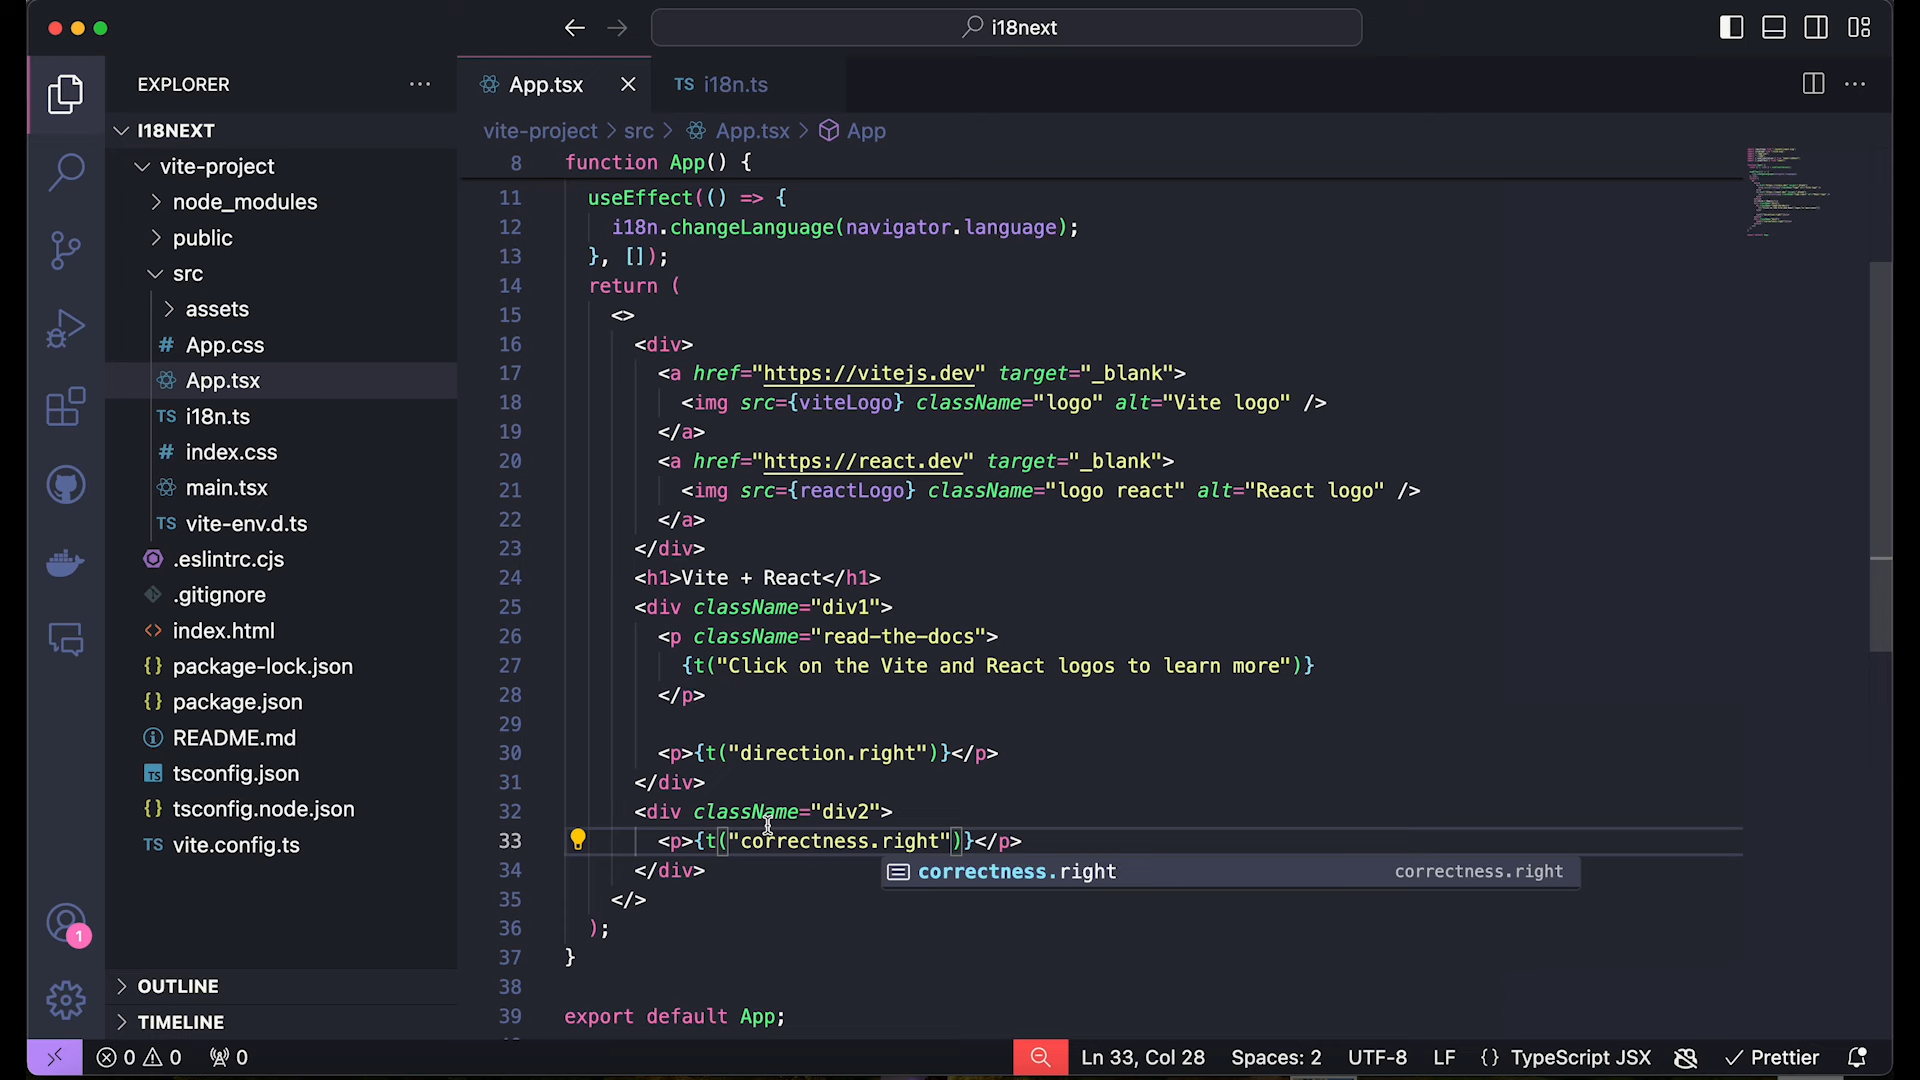 i18next
EXPLORER
App.tsx
TS i18n.ts
I18NEXT
vite-project
node_modules
public
src
assets
# App.css
App.tsx
TS i18n.ts
# index.css
main.tsx
TS vite-env.d.ts
.eslintrc.cjs
.gitignore
<> index.html
{} package-lock.json
{} package.json
README.md
TS tsconfig.json
{} tsconfig.node.json
TS vite.config.ts
OUTLINE
TIMELINE
1
vite-project > src > App.tsx > App
8 function App() {
11 useEffect(() => {
12 i18n.changeLanguage(navigator.language);
13 }, []);
14 return (
15 <>
16 <div>
17 <a href="https://vitejs.dev" target="_blank">
18 <img src={viteLogo} className="logo" alt="Vite logo" />
19 </a>
20 <a href="https://react.dev" target="_blank">
21 <img src={reactLogo} className="logo react" alt="React logo" />
22 </a>
23 </div>
24 <h1>Vite + React</h1>
25 <div className="div1">
26 <p className="read-the-docs">
27 {t("Click on the Vite and React logos to learn more")}
28 </p>
29
30 <p>{t("direction.right")}</p>
31 </div>
32 <div className="div2">
33 <p>{t("correctness.right")}</p>
34 </div>
correctness.right correctness.right
35 </>
36 );
37 }
38
39 export default App;
0 0 0
Ln 33, Col 28 Spaces: 2 UTF-8 LF {} TypeScript JSX Prettier